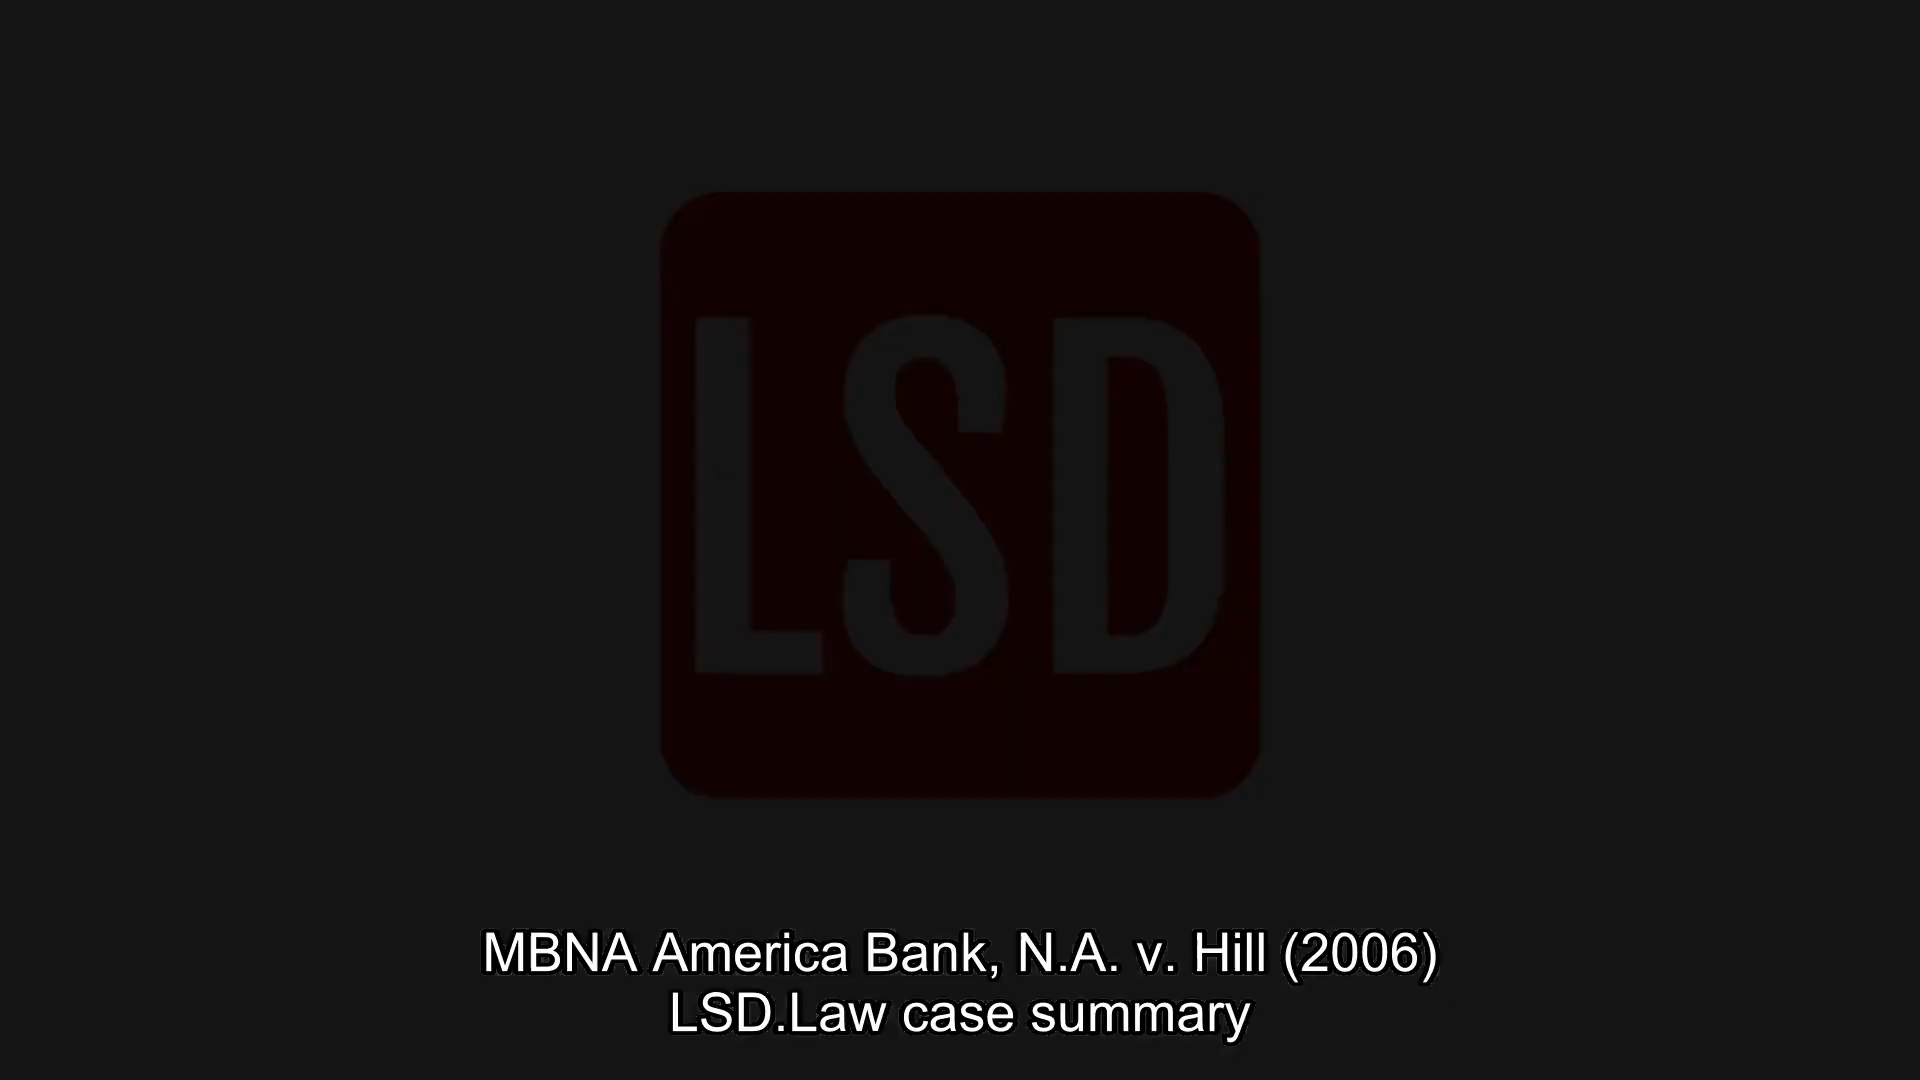 LSD
MBNA America Bank, N.A. v. Hill (2006)
LSD.Law case summary